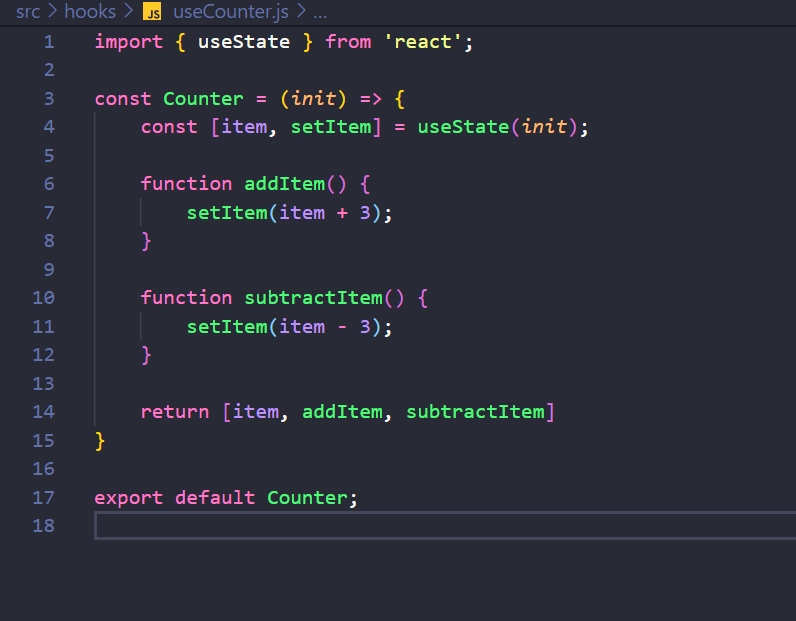 src > hooks > JS useCounter.js > ...
1 import { useState } from 'react';
2
3 const Counter = (init) => {
4     const [item, setItem] = useState(init);
5
6     function addItem() {
7         setItem(item + 3);
8     }
9
10     function subtractItem() {
11         setItem(item - 3);
12     }
13
14     return [item, addItem, subtractItem]
15 }
16
17 export default Counter;
18